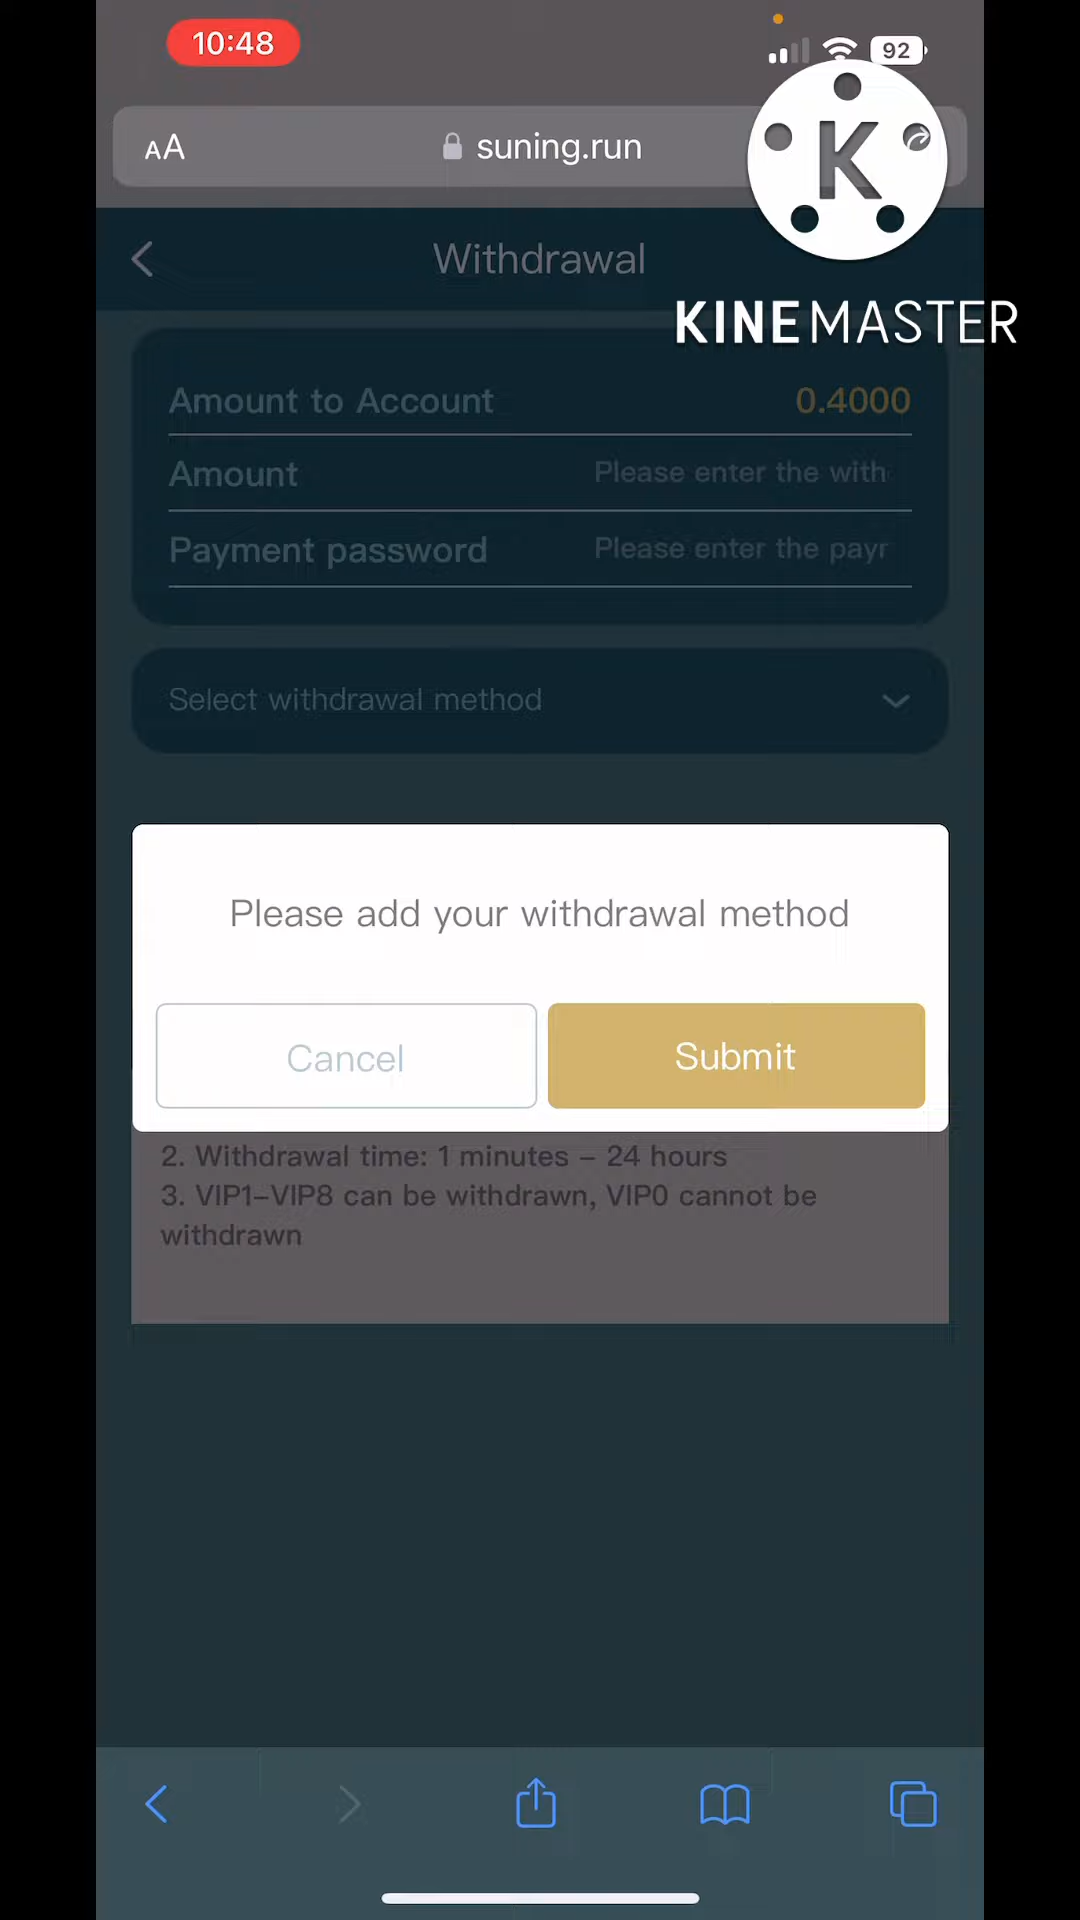 10:48
92
AA
suning.run
K
KINEMASTER
Withdrawal
Amount to Account 0.4000
Amount Please enter the with
Payment password Please enter the payr
Select withdrawal method
Please add your withdrawal method
Cancel Submit
2. Withdrawal time: 1 minutes – 24 hours
3. VIP1–VIP8 can be withdrawn, VIP0 cannot be
withdrawn